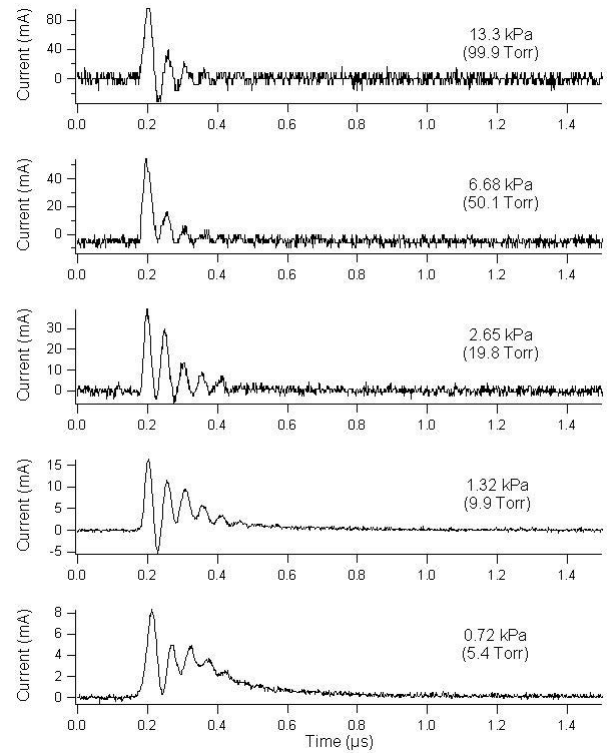 Current (mA)
80
40
0
13.3 kPa
(99.9 Torr)
0.0 0.2 0.4 0.6 0.8 1.0 1.2 1.4
Current (mA)
40
20
0
6.68 kPa
(50.1 Torr)
0.0 0.2 0.4 0.6 0.8 1.0 1.2 1.4
Current (mA)
30
20
10
0
2.65 kPa
(19.8 Torr)
0.0 0.2 0.4 0.6 0.8 1.0 1.2 1.4
Current (mA)
15
10
5
0
-5
1.32 kPa
(9.9 Torr)
0.0 0.2 0.4 0.6 0.8 1.0 1.2 1.4
Current (mA)
8
6
4
2
0
0.72 kPa
(5.4 Torr)
0.0 0.2 0.4 0.6 0.8 1.0 1.2 1.4
Time (µs)